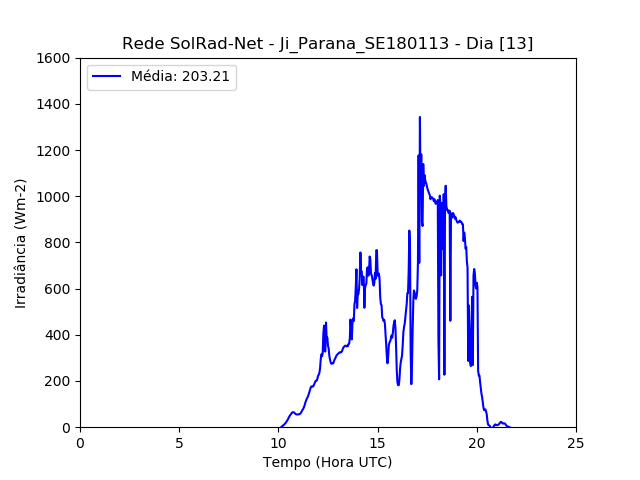 Rede SolRad-Net - Ji_Parana_SE180113 - Dia [13]
Média: 203.21
Irradiância (Wm-2)
1600
1400
1200
1000
800
600
400
200
0
0 5 10 15 20 25
Tempo (Hora UTC)